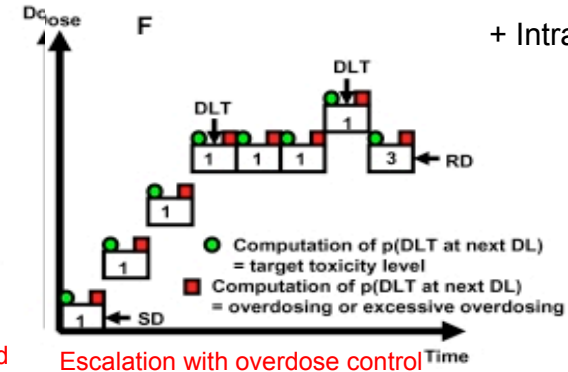 Dose
F
+ Intra
DLT
1
DLT
1 1 1
3
RD
1
1
Computation of p(DLT at next DL)
= target toxicity level
Computation of p(DLT at next DL)
= overdosing or excessive overdosing
1
SD
Time
Escalation with overdose control